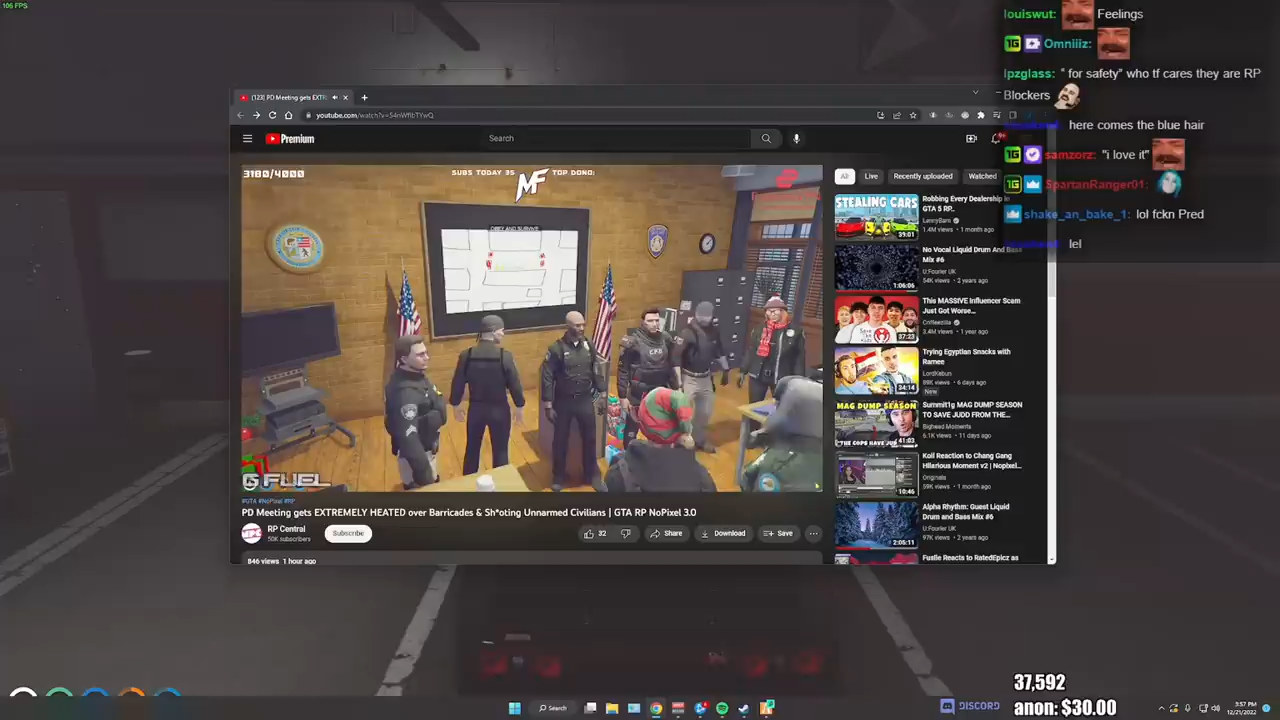 106 FPS
louiswut: Feelings
1G Omniiiz:
lpzglass: " for safety" who tf cares they are RP
Blockers
here comes the blue hair
1G samzorz: "i love it"
1G SpartanRanger01:
shake_an_bake_1: lol fckn Pred
lel
(123) PD Meeting gets EXTR
youtube.com/watch?v=
Premium
Search
3180/4000
SUBS TODAY 35
TOP DONO:
MF
OBEY AND SURVIVE
G FUEL
All
Live
Recently uploaded
Watched
STEALING CARS
39:01
Robbing Every Dealership in
GTA 5 RP..
LarryBarn
1.4M views • 1 month ago
1:06:06
No Vocal Liquid Drum And Bass
Mix #6
U:Fourier UK
54K views • 2 years ago
37:23
This MASSIVE Influencer Scam
Just Got Worse...
Coffeezilla
3.4M views • 1 year ago
34:14
Trying Egyptian Snacks with
Ramee
LordKebun
89K views • 6 days ago
New
MAG DUMP SEASON
THE COPS HAVE
41:03
Summit1g MAG DUMP SEASON
TO SAVE JUDD FROM THE...
Bighead Moments
6.1K views • 11 days ago
10:46
Koil Reaction to Chang Gang
Hilarious Moment v2 | Nopixel...
Originals
59K views • 1 month ago
2:05:11
Alpha Rhythm: Guest Liquid
Drum and Bass Mix #6
U:Fourier UK
97K views • 2 years ago
Fuslie Reacts to RatedEpicz as
#GTA #NoPixel #RP
PD Meeting gets EXTREMELY HEATED over Barricades & Sh*oting Unarmed Civilians | GTA RP NoPixel 3.0
RP Central
50K subscribers
Subscribe
32
Share
Download
Save
846 views 1 hour ago
37,592
DISCORD anon: $30.00
Search
3:57 PM
12/21/2022